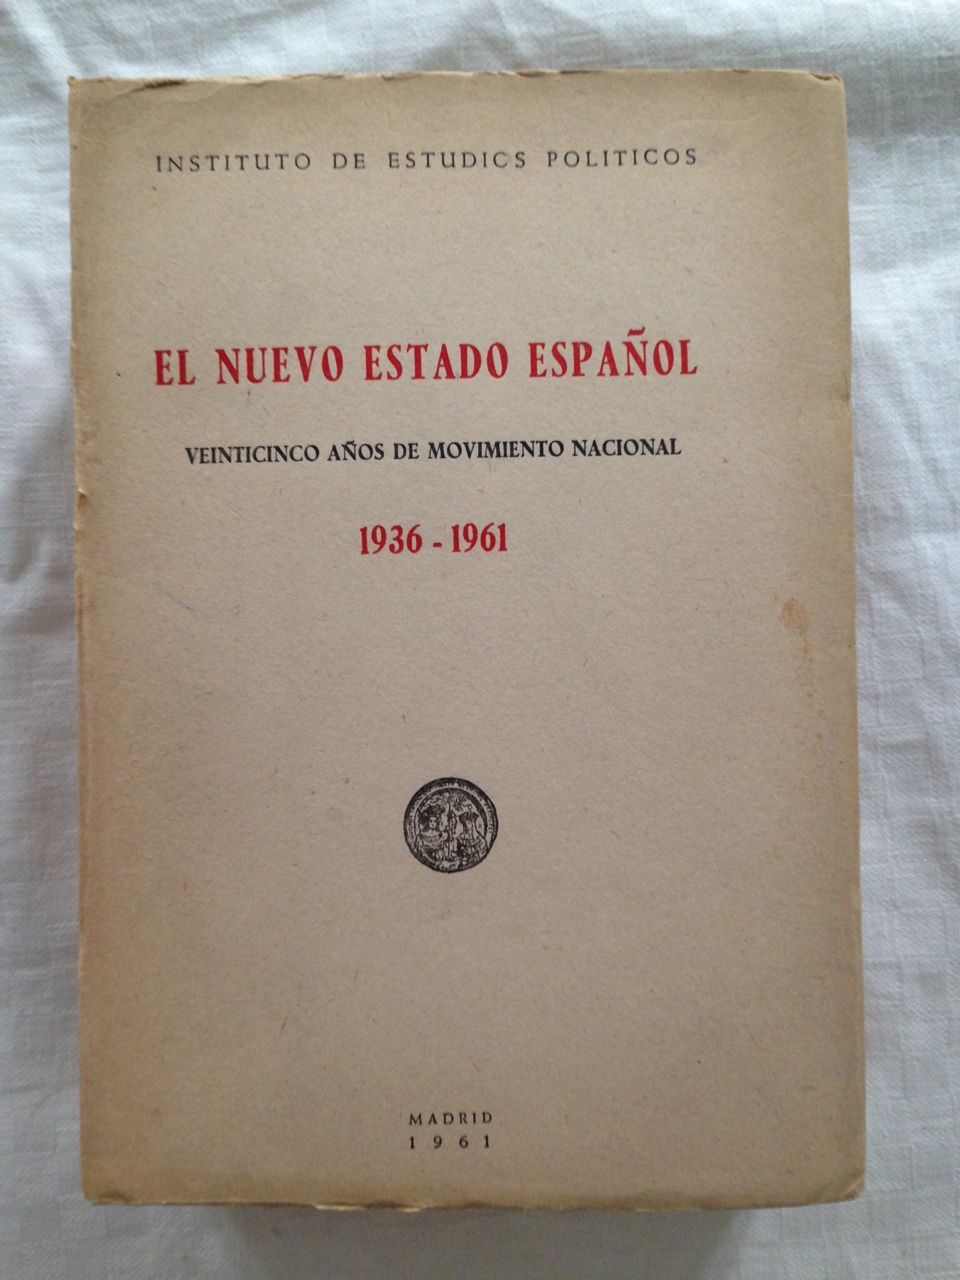 INSTITUTO DE ESTUDICS POLITICOS
EL NUEVO ESTADO ESPAÑOL
VEINTICINCO AÑOS DE MOVIMIENTO NACIONAL
1936 - 1961
MADRID
1961